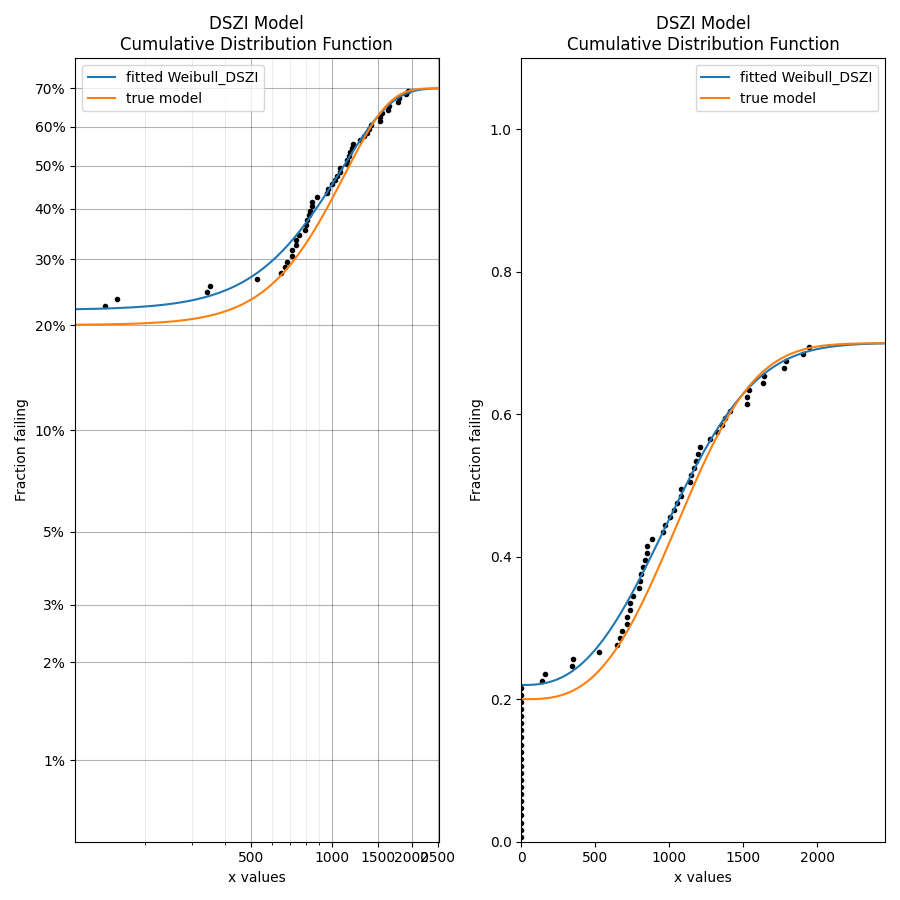 DSZI Model
Cumulative Distribution Function
fitted Weibull_DSZI
true model
70%
60%
50%
40%
30%
20%
10%
5%
3%
2%
1%
Fraction failing
500 1000 1500 2000 2500
x values
DSZI Model
Cumulative Distribution Function
fitted Weibull_DSZI
true model
1.0
0.8
0.6
0.4
0.2
0.0
Fraction failing
0 500 1000 1500 2000
x values